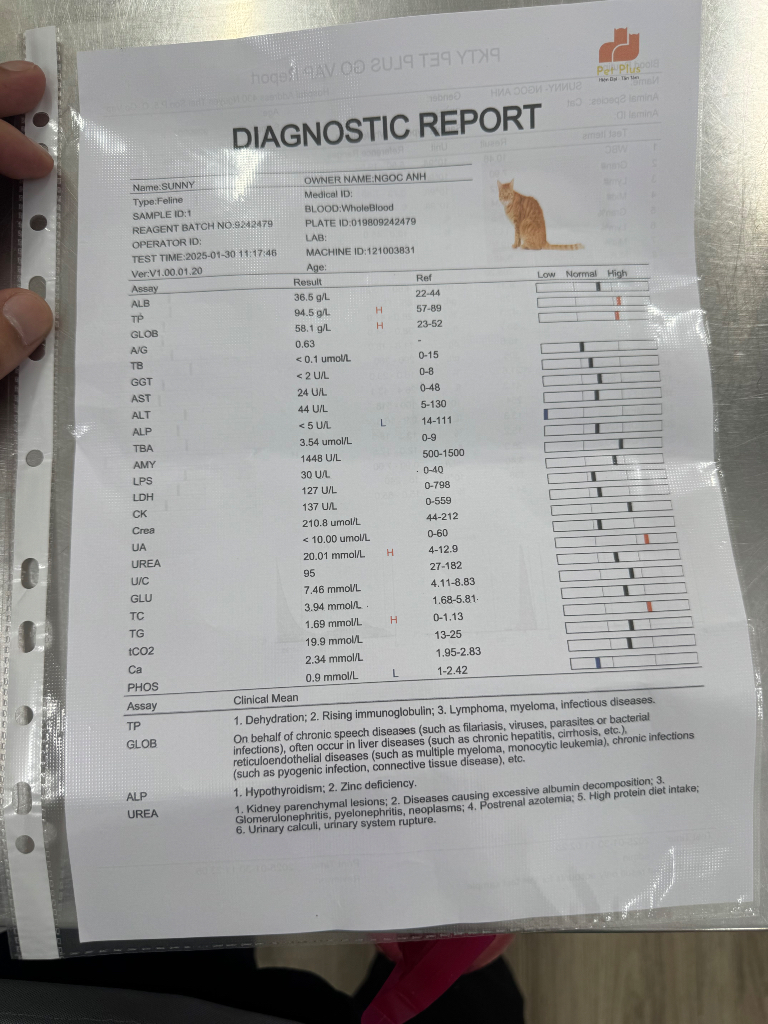 Pet Plus
DIAGNOSTIC REPORT
Name:SUNNY OWNER NAME:NGOC ANH
Type:Feline Medical ID:
SAMPLE ID:1 BLOOD:WholeBlood
REAGENT BATCH NO:9242479 PLATE ID:019809242479
OPERATOR ID: LAB:
TEST TIME:2025-01-30 11:17:46 MACHINE ID:121003831
Ver:V1.00.01.20 Age:
Assay Result Ref Low Normal High
ALB 36.5 g/L 22-44
TP 94.5 g/L H 57-89
GLOB 58.1 g/L H 23-52
A/G 0.63 -
TB < 0.1 umol/L 0-15
GGT < 2 U/L 0-8
AST 24 U/L 0-48
ALT 44 U/L 5-130
ALP < 5 U/L L 14-111
TBA 3.54 umol/L 0-9
AMY 1448 U/L 500-1500
LPS 30 U/L 0-40
LDH 127 U/L 0-798
CK 137 U/L 0-559
Crea 210.8 umol/L 44-212
UA < 10.00 umol/L 0-60
UREA 20.01 mmol/L H 4-12.9
U/C 95 27-182
GLU 7.46 mmol/L 4.11-8.83
TC 3.94 mmol/L 1.68-5.81
TG 1.69 mmol/L H 0-1.13
tCO2 19.9 mmol/L 13-25
Ca 2.34 mmol/L 1.95-2.83
PHOS 0.9 mmol/L L 1-2.42
Assay Clinical Mean
TP 1. Dehydration; 2. Rising immunoglobulin; 3. Lymphoma, myeloma, infectious diseases.
GLOB On behalf of chronic speech diseases (such as filariasis, viruses, parasites or bacterial
infections), often occur in liver diseases (such as chronic hepatitis, cirrhosis, etc.),
reticuloendothelial diseases (such as multiple myeloma, monocytic leukemia), chronic infections
(such as pyogenic infection, connective tissue disease), etc.
ALP 1. Hypothyroidism; 2. Zinc deficiency.
UREA 1. Kidney parenchymal lesions; 2. Diseases causing excessive albumin decomposition; 3.
Glomerulonephritis, pyelonephritis, neoplasms; 4. Postrenal azotemia; 5. High protein diet intake;
6. Urinary calculi, urinary system rupture.